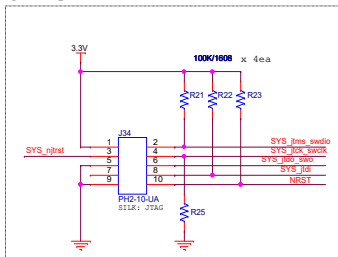 3.3V
100K/1608 x 4ea
R21
R22
R23
J34
1
2
SYS_jtms_swdio
SYS_njtrst
3
4
SYS_jtck_swclk
5
6
SYS_jtdo_swo
7
8
SYS_jtdi
9
10
NRST
PH2-10-UA
SILK: JTAG
R25